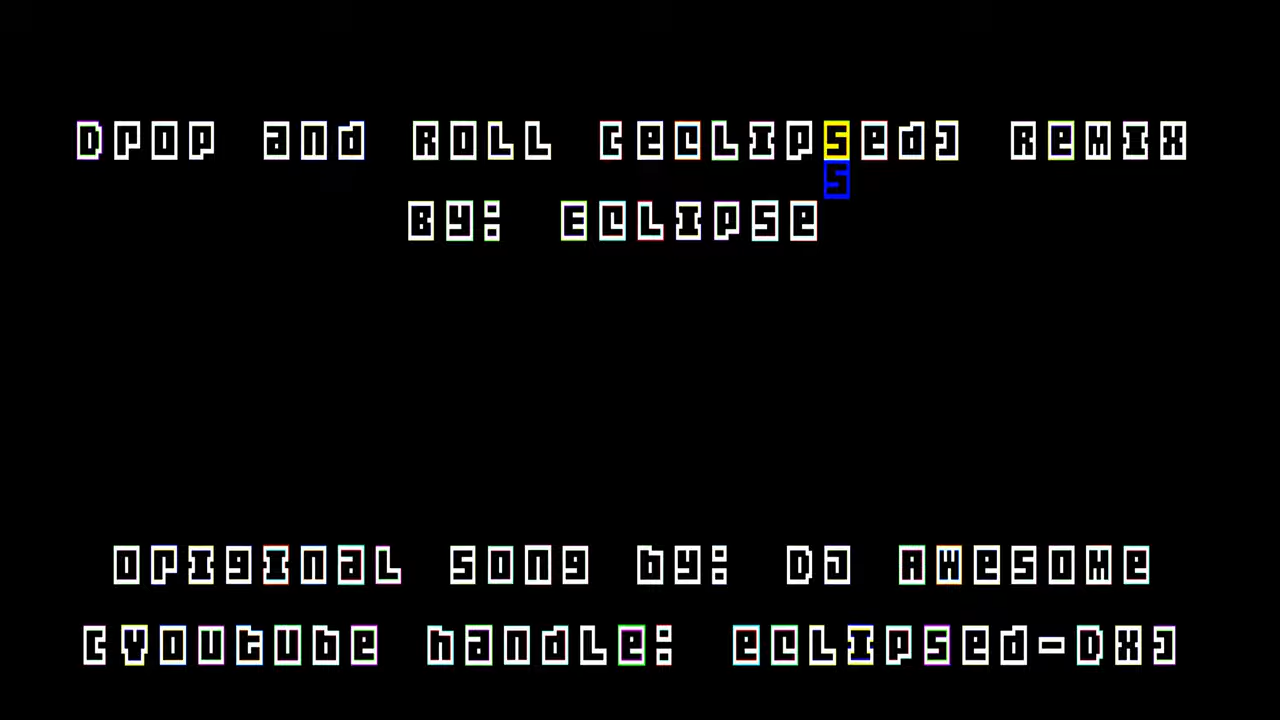 Drop and Roll (eclipsed) Remix
s
By: Eclipse
Original song by: DJ Awesome
(Youtube handle: eclipsed-DX)